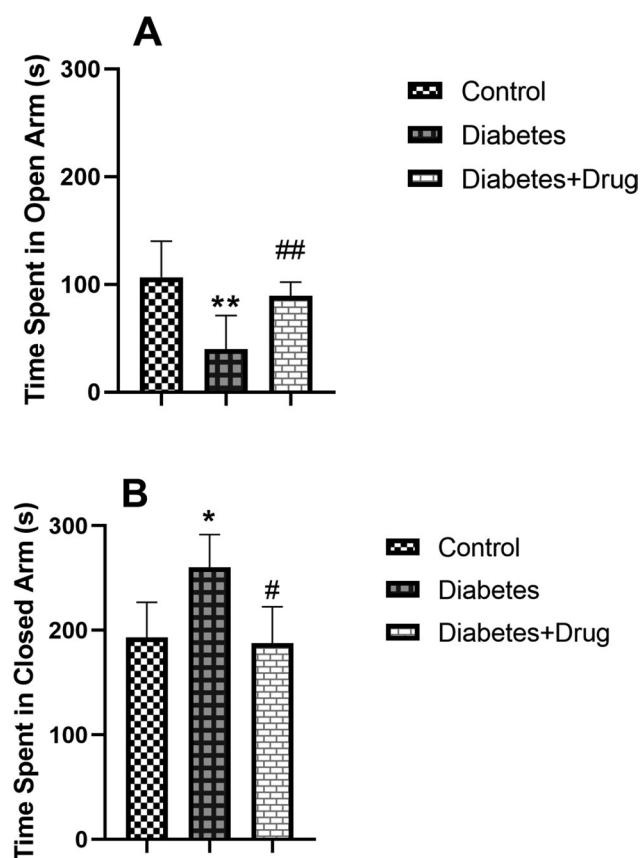 A
Time Spent in Open Arm (s)
300
200
100
0
**
##
Control
Diabetes
Diabetes+Drug
B
Time Spent in Closed Arm (s)
300
200
100
0
*
#
Control
Diabetes
Diabetes+Drug